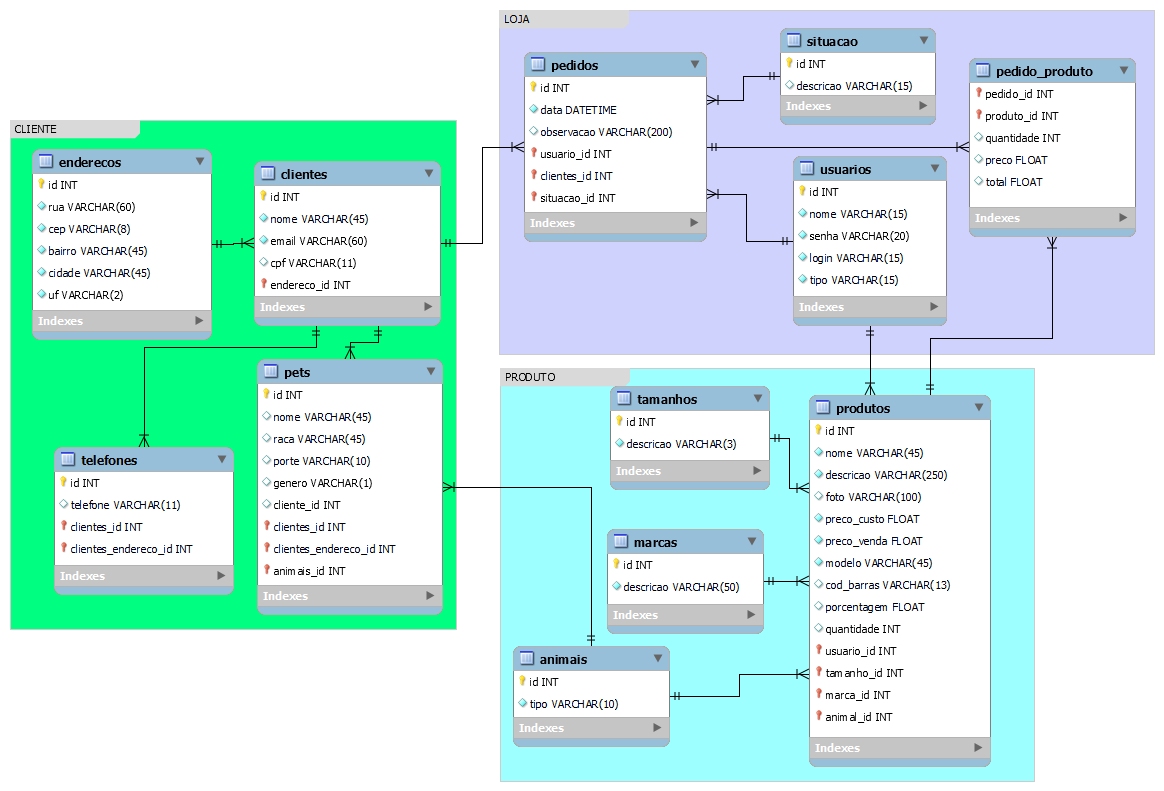 LOJA
pedidos
id INT
data DATETIME
observacao VARCHAR(200)
usuario_id INT
clientes_id INT
situacao_id INT
Indexes
situacao
id INT
descricao VARCHAR(15)
Indexes
pedido_produto
pedido_id INT
produto_id INT
quantidade INT
preco FLOAT
total FLOAT
Indexes
usuarios
id INT
nome VARCHAR(15)
senha VARCHAR(20)
login VARCHAR(15)
tipo VARCHAR(15)
Indexes
CLIENTE
enderecos
id INT
rua VARCHAR(60)
cep VARCHAR(8)
bairro VARCHAR(45)
cidade VARCHAR(45)
uf VARCHAR(2)
Indexes
clientes
id INT
nome VARCHAR(45)
email VARCHAR(60)
cpf VARCHAR(11)
endereco_id INT
Indexes
pets
id INT
nome VARCHAR(45)
raca VARCHAR(45)
porte VARCHAR(10)
genero VARCHAR(1)
cliente_id INT
clientes_id INT
clientes_endereco_id INT
animais_id INT
Indexes
telefones
id INT
telefone VARCHAR(11)
clientes_id INT
clientes_endereco_id INT
Indexes
PRODUTO
tamanhos
id INT
descricao VARCHAR(3)
Indexes
marcas
id INT
descricao VARCHAR(50)
Indexes
animais
id INT
tipo VARCHAR(10)
Indexes
produtos
id INT
nome VARCHAR(45)
descricao VARCHAR(250)
foto VARCHAR(100)
preco_custo FLOAT
preco_venda FLOAT
modelo VARCHAR(45)
cod_barras VARCHAR(13)
porcentagem FLOAT
quantidade INT
usuario_id INT
tamanho_id INT
marca_id INT
animal_id INT
Indexes